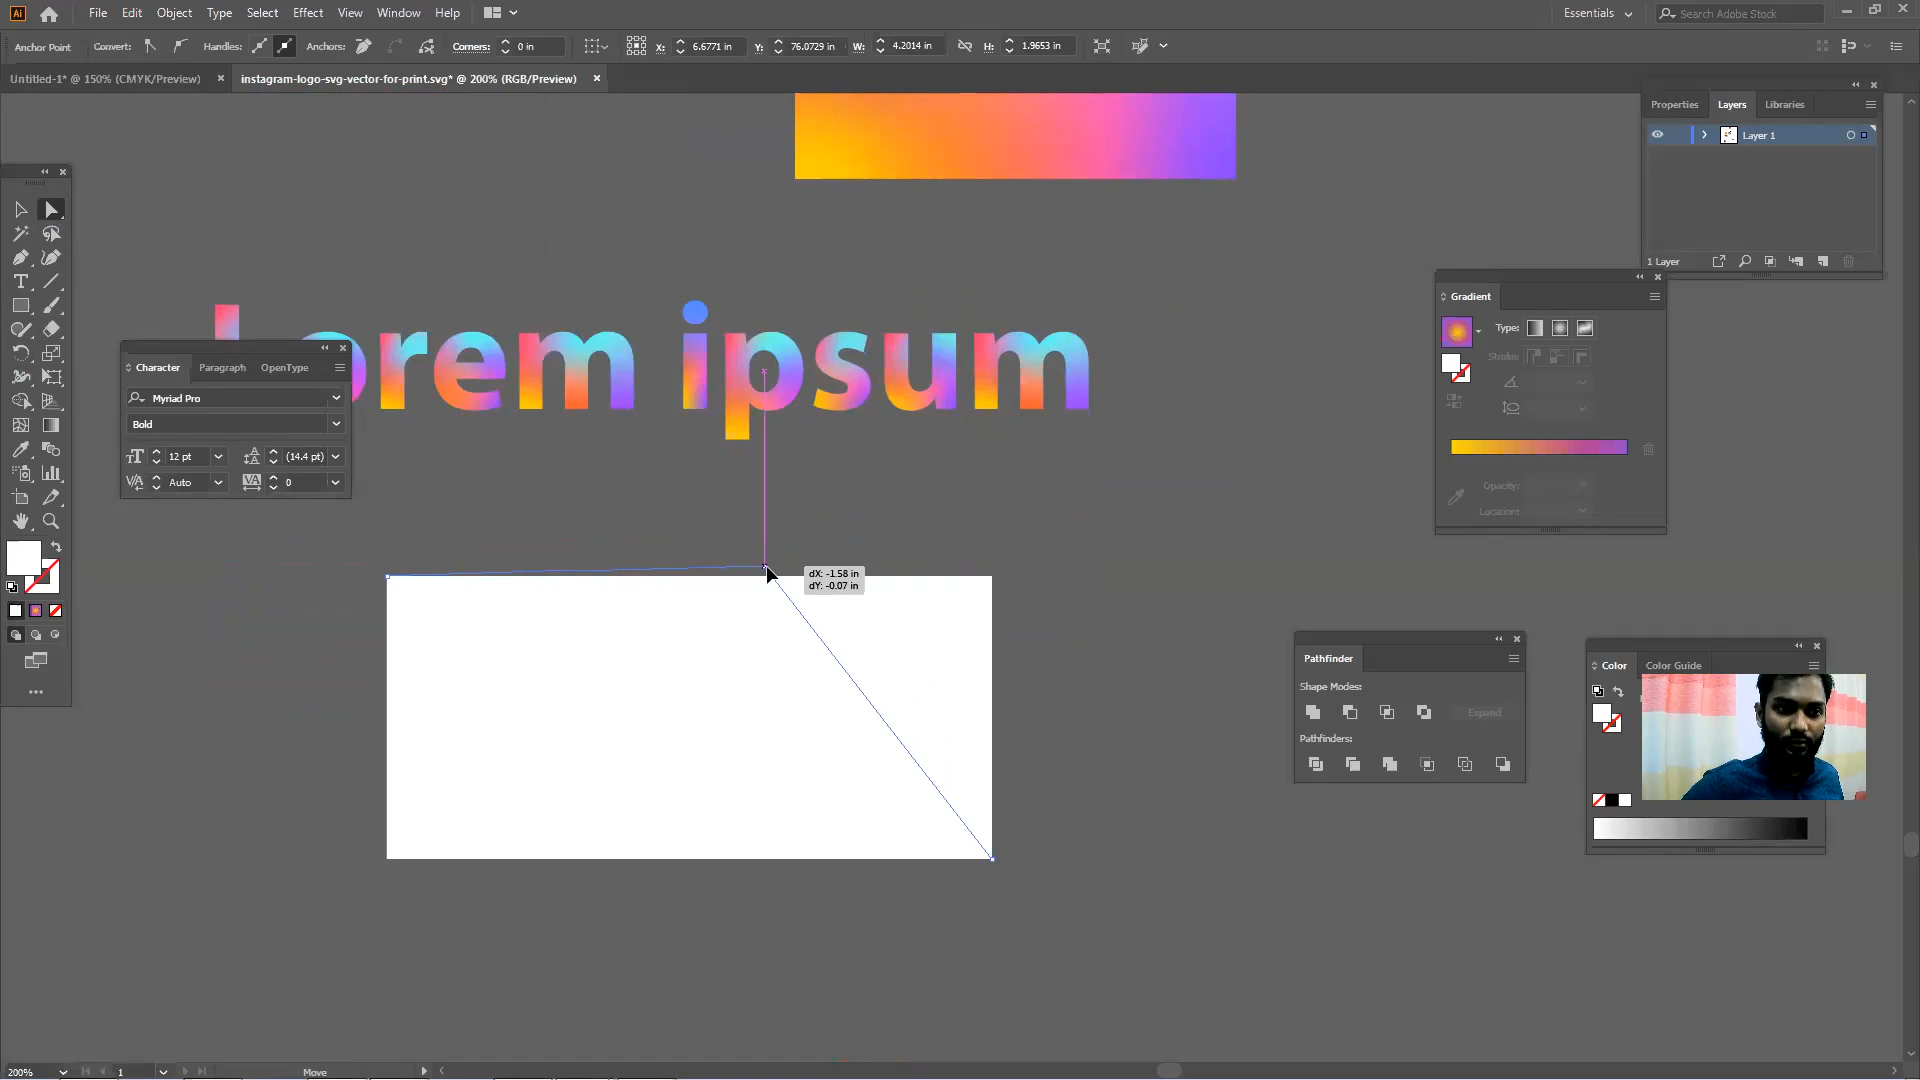 Ai File Edit Object Type Select Effect View Window Help Essentials Search Adobe Stock
Anchor Point Convert: Handles: Anchors: Corners: 0 in X: 6.6771 in Y: 76.0729 in W: 4.2014 in H: 1.9653 in
Untitled-1* @ 150% (CMYK/Preview) × instagram-logo-svg-vector-for-print.svg* @ 200% (RGB/Preview) ×
Properties Layers Libraries
Layer 1
1 Layer
Gradient
Type:
Stroke:
Opacity:
Location:
Lorem ipsum
Character Paragraph OpenType
Myriad Pro
Bold
12 pt (14.4 pt)
Auto 0
dX: -1.58 in
dY: -0.07 in
Pathfinder
Shape Modes:
Expand
Pathfinders:
Color Color Guide
200% 1 Move